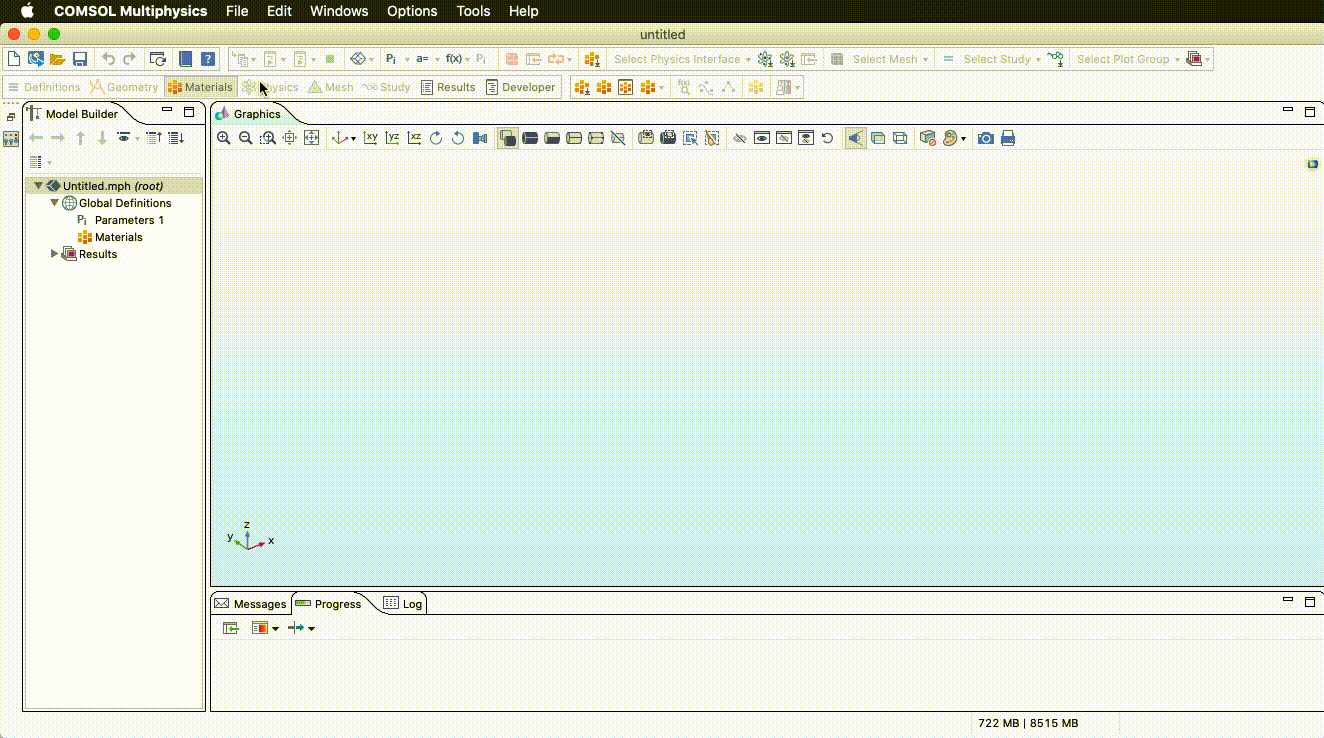 COMSOL Multiphysics File Edit Windows Options Tools Help
untitled
Pi a= f(x) Pi Select Physics Interface Select Mesh = Select Study Select Plot Group
Definitions Geometry Materials Physics Mesh Study Results Developer
Model Builder
Graphics
xy yz xz
Untitled.mph (root)
Global Definitions
Pi Parameters 1
Materials
Results
z
y x
Messages Progress Log
722 MB | 8515 MB